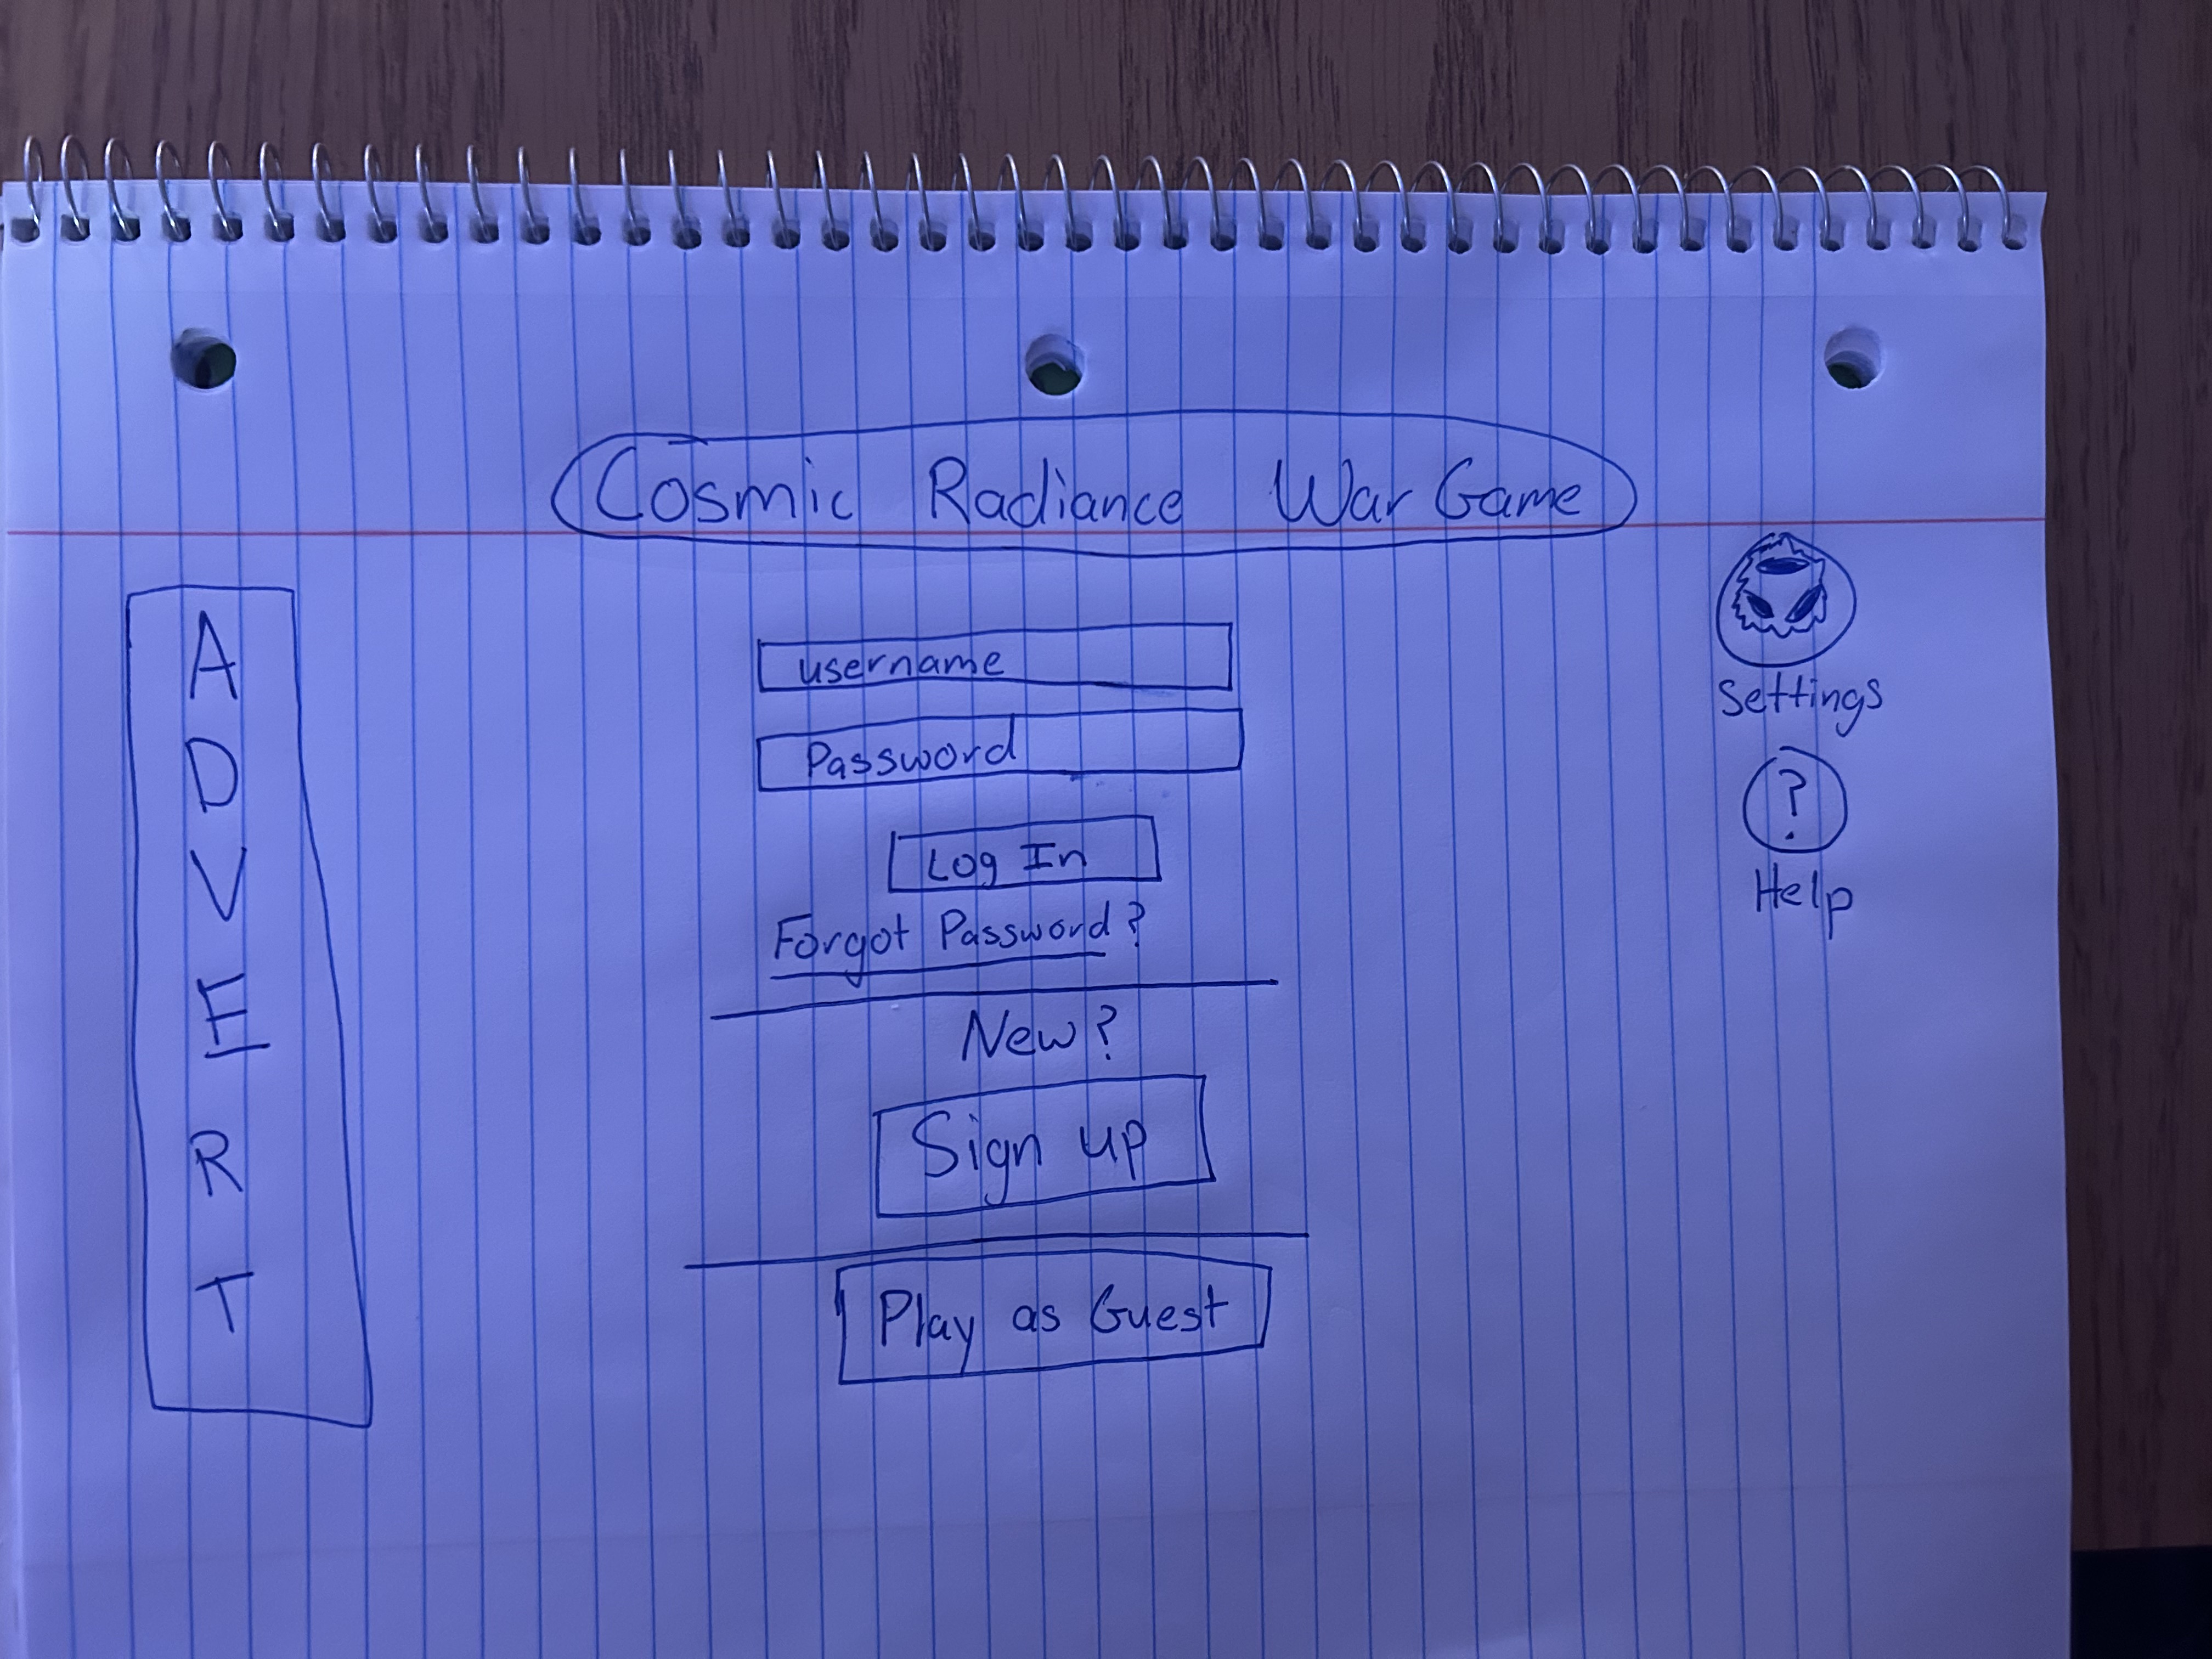 Cosmic Radiance War Game
A
D
V
E
R
T
username
Password
Log In
Forgot Password?
New?
Sign up
Play as Guest
Settings
?
Help